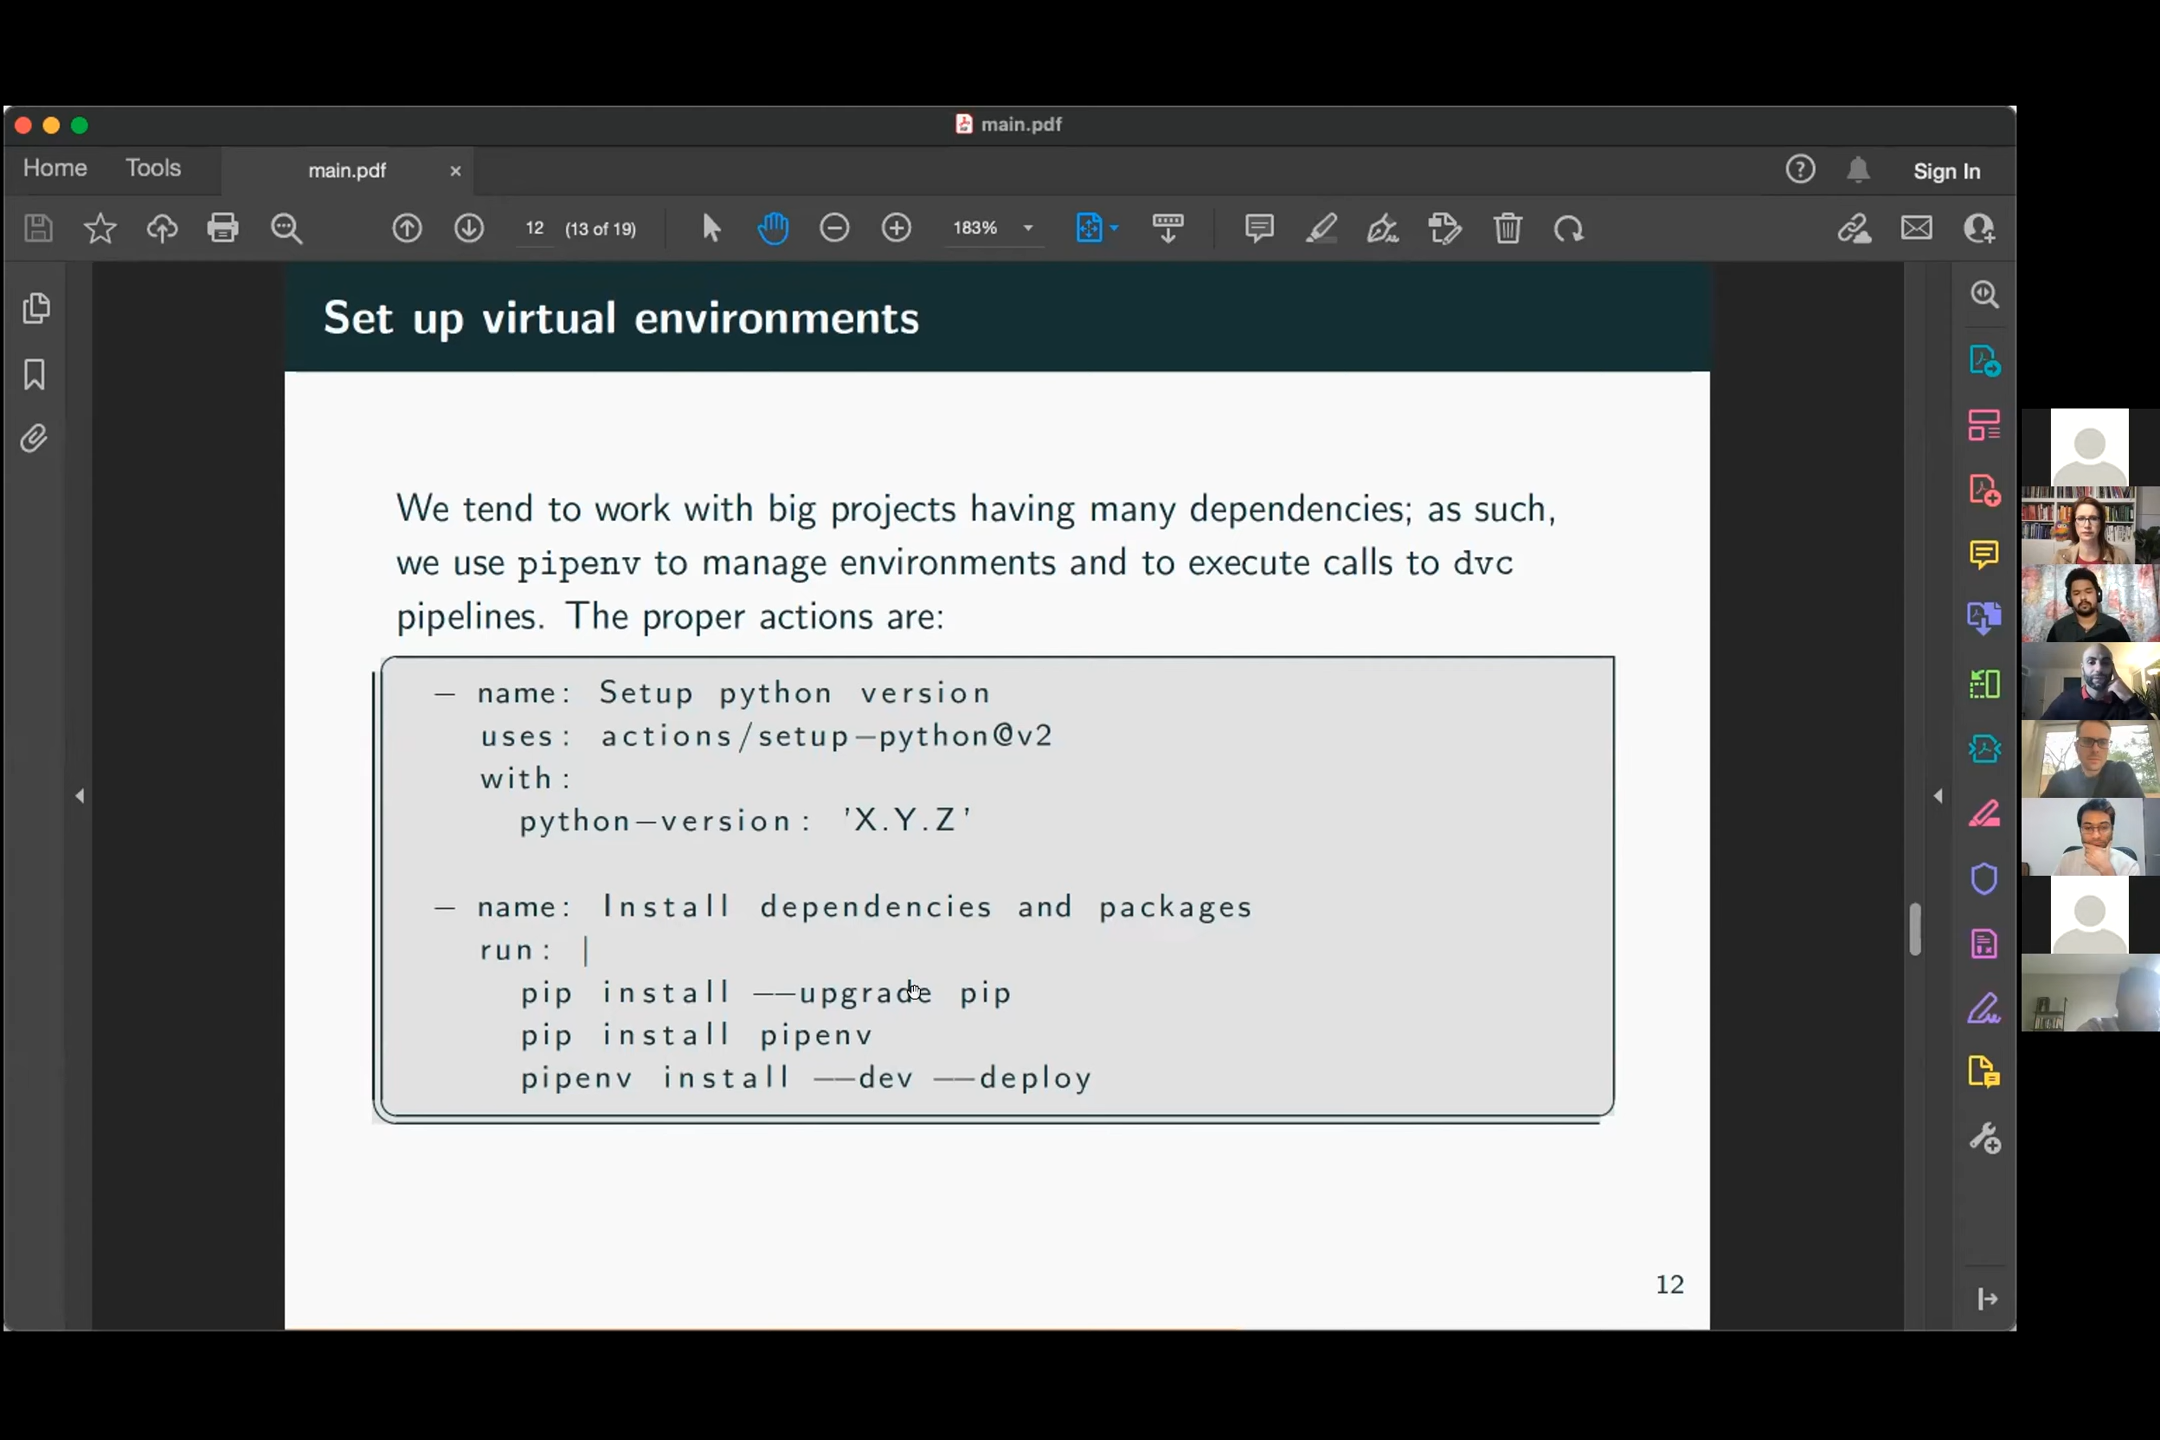 main.pdf
Home
Tools
main.pdf
Sign In
12
(13 of 19)
183%
Set up virtual environments
We tend to work with big projects having many dependencies; as such,
we use pipenv to manage environments and to execute calls to dvc
pipelines. The proper actions are:
– name: Setup python version
uses: actions/setup-python@v2
with:
python-version: 'X.Y.Z'
– name: Install dependencies and packages
run: |
pip install --upgrade pip
pip install pipenv
pipenv install --dev --deploy
12